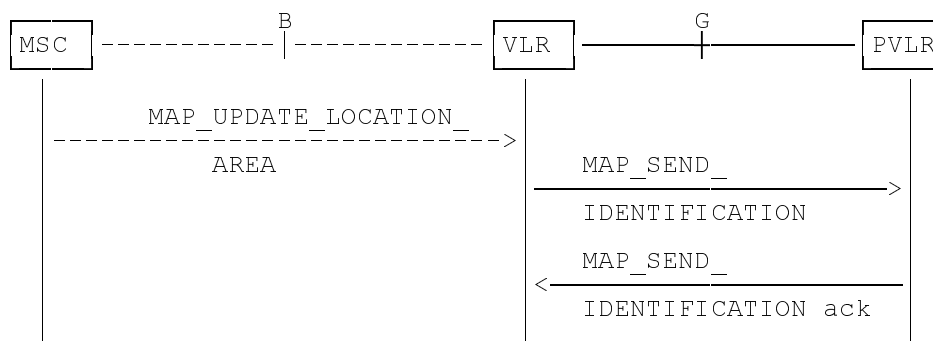 B G
MSC VLR PVLR
MAP_UPDATE_LOCATION_
AREA
MAP_SEND_
IDENTIFICATION
MAP_SEND_
IDENTIFICATION ack